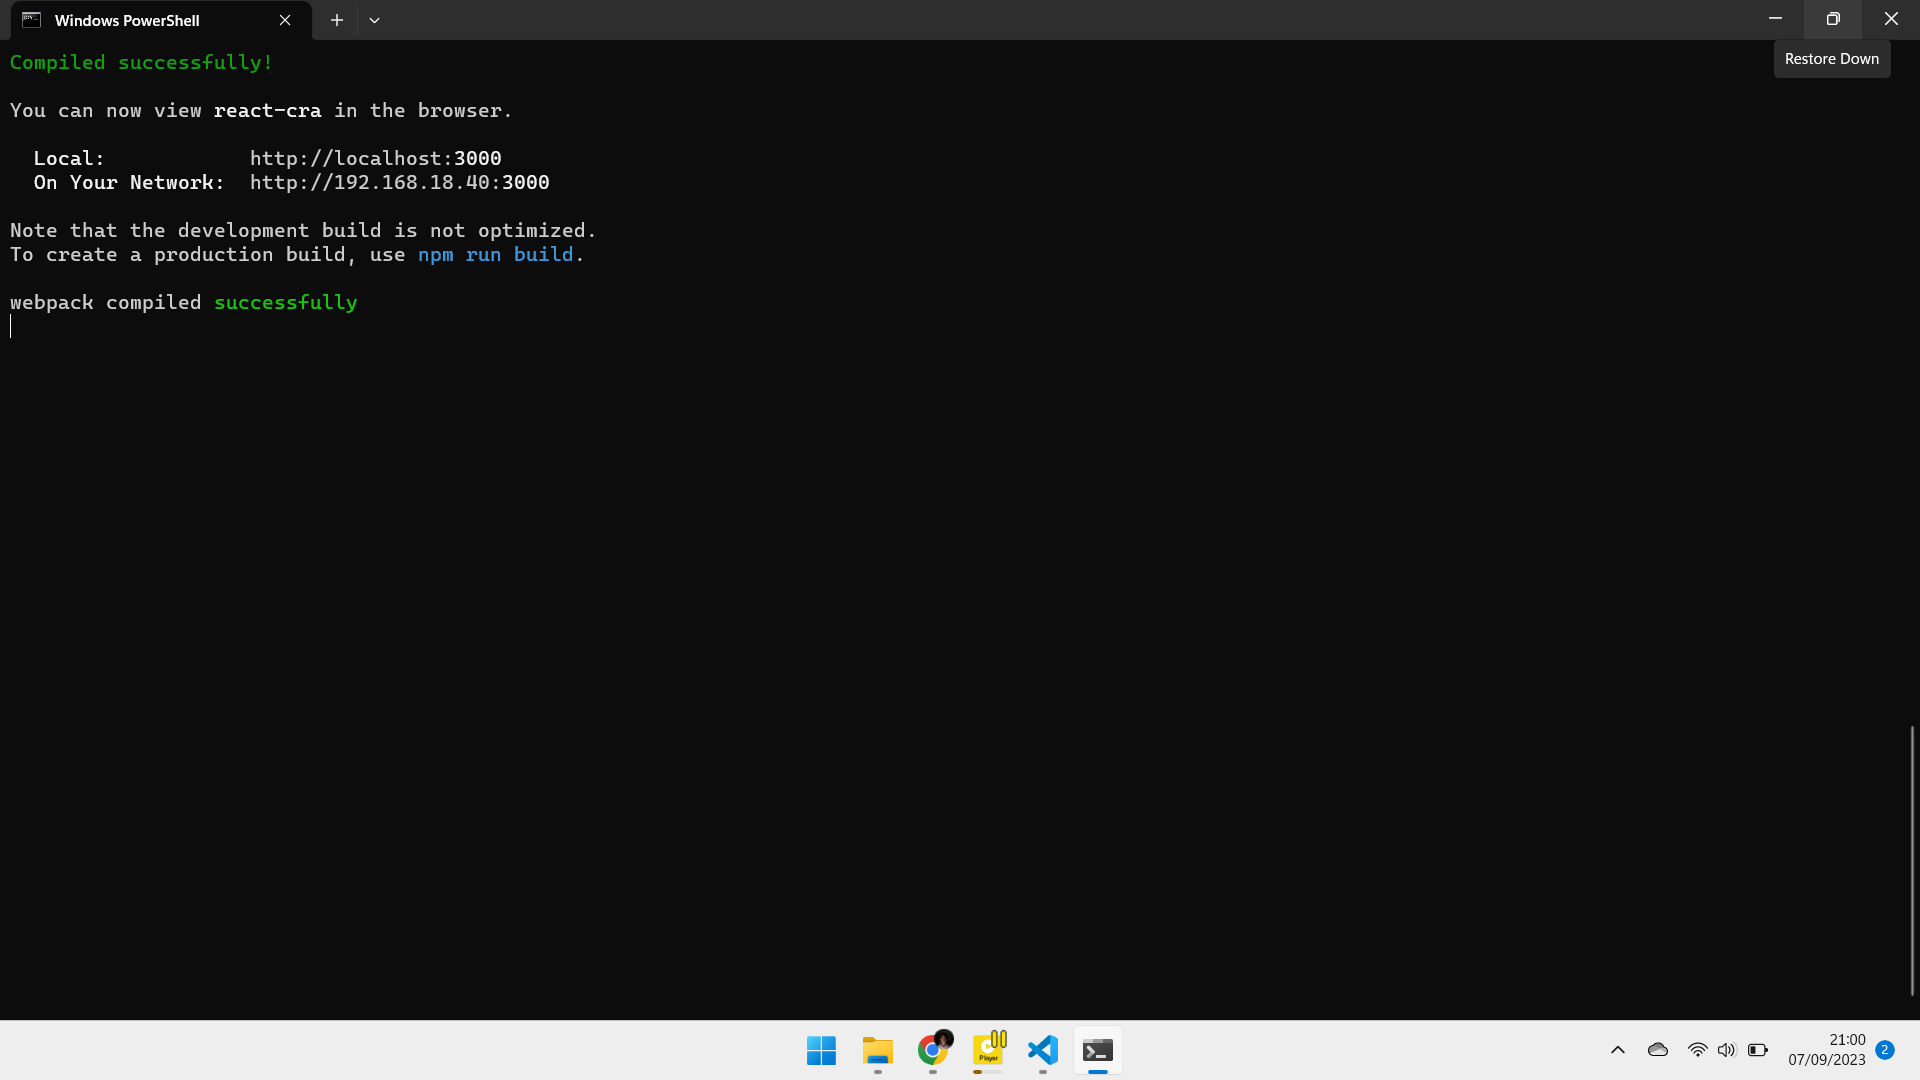 Windows PowerShell
Restore Down
Compiled successfully!
You can now view react-cra in the browser.
Local: http://localhost:3000
On Your Network: http://192.168.18.40:3000
Note that the development build is not optimized.
To create a production build, use npm run build.
webpack compiled successfully
Player
21:00
07/09/2023
2